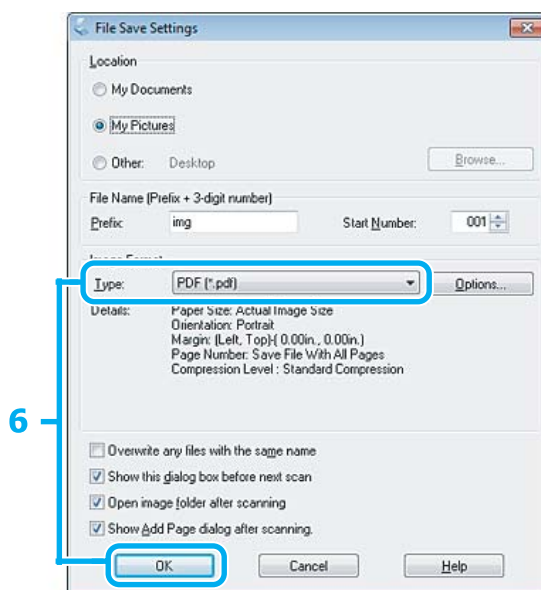 File Save Settings
Location
My Documents
My Pictures
Other: Desktop Browse...
File Name (Prefix + 3-digit number)
Prefix: img Start Number: 001
Image Format
Type: PDF (*.pdf) Options...
Details: Paper Size: Actual Image Size
Orientation: Portrait
Margin: (Left, Top)( 0.00in., 0.00in.)
Page Number: Save File With All Pages
Compression Level : Standard Compression
6
Overwrite any files with the same name
Show this dialog box before next scan
Open image folder after scanning
Show Add Page dialog after scanning.
OK Cancel Help